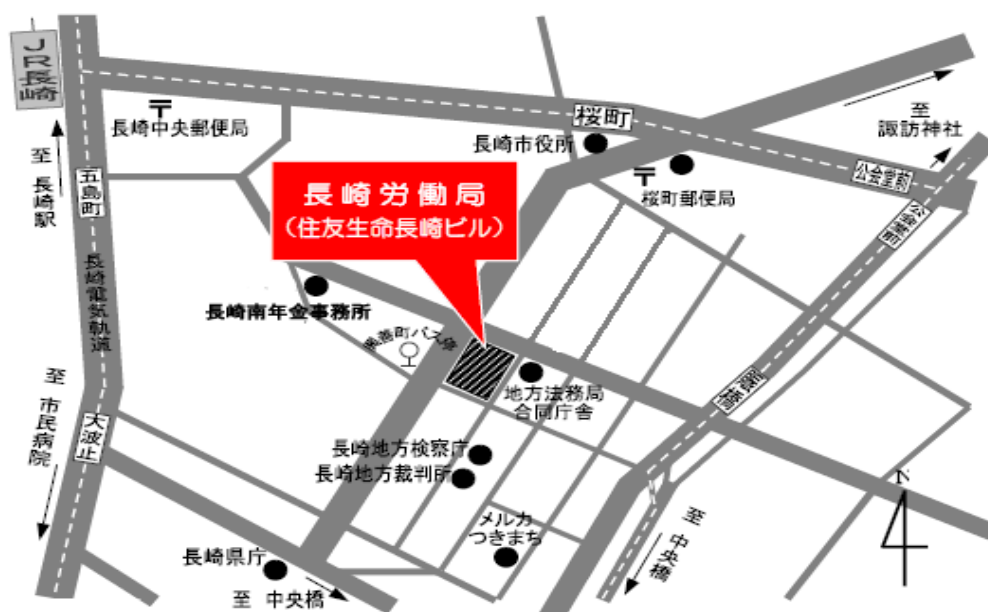 JR長崎
至
長崎駅
五島町
長崎電気軌道
至
市民病院
大波止
〒
長崎中央郵便局
桜町
長崎市役所
〒
桜町郵便局
至
諏訪神社
公会堂前
公会堂前
長崎労働局
(住友生命長崎ビル)
長崎南年金事務所
興善町バス停
地方法務局
合同庁舎
賑橋
長崎地方検察庁
長崎地方裁判所
メルカ
つきまち
長崎県庁
至 中央橋
至
中央橋
N